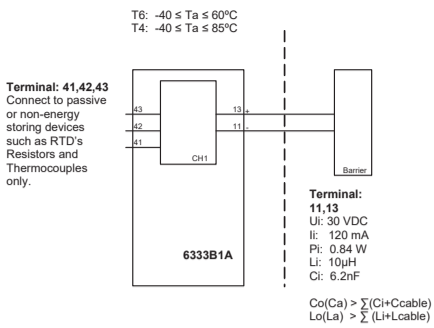 T6: -40 ≤ Ta ≤ 60ºC
T4: -40 ≤ Ta ≤ 85ºC
Terminal: 41,42,43
Connect to passive
or non-energy
storing devices
such as RTD's
Resistors and
Thermocouples
only.
43
42
41
13 +
11 -
CH1
6333B1A
Barrier
Terminal:
11,13
Ui: 30 VDC
Ii: 120 mA
Pi: 0.84 W
Li: 10µH
Ci: 6.2nF
Co(Ca) > ∑(Ci+Ccable)
Lo(La) > ∑ (Li+Lcable)